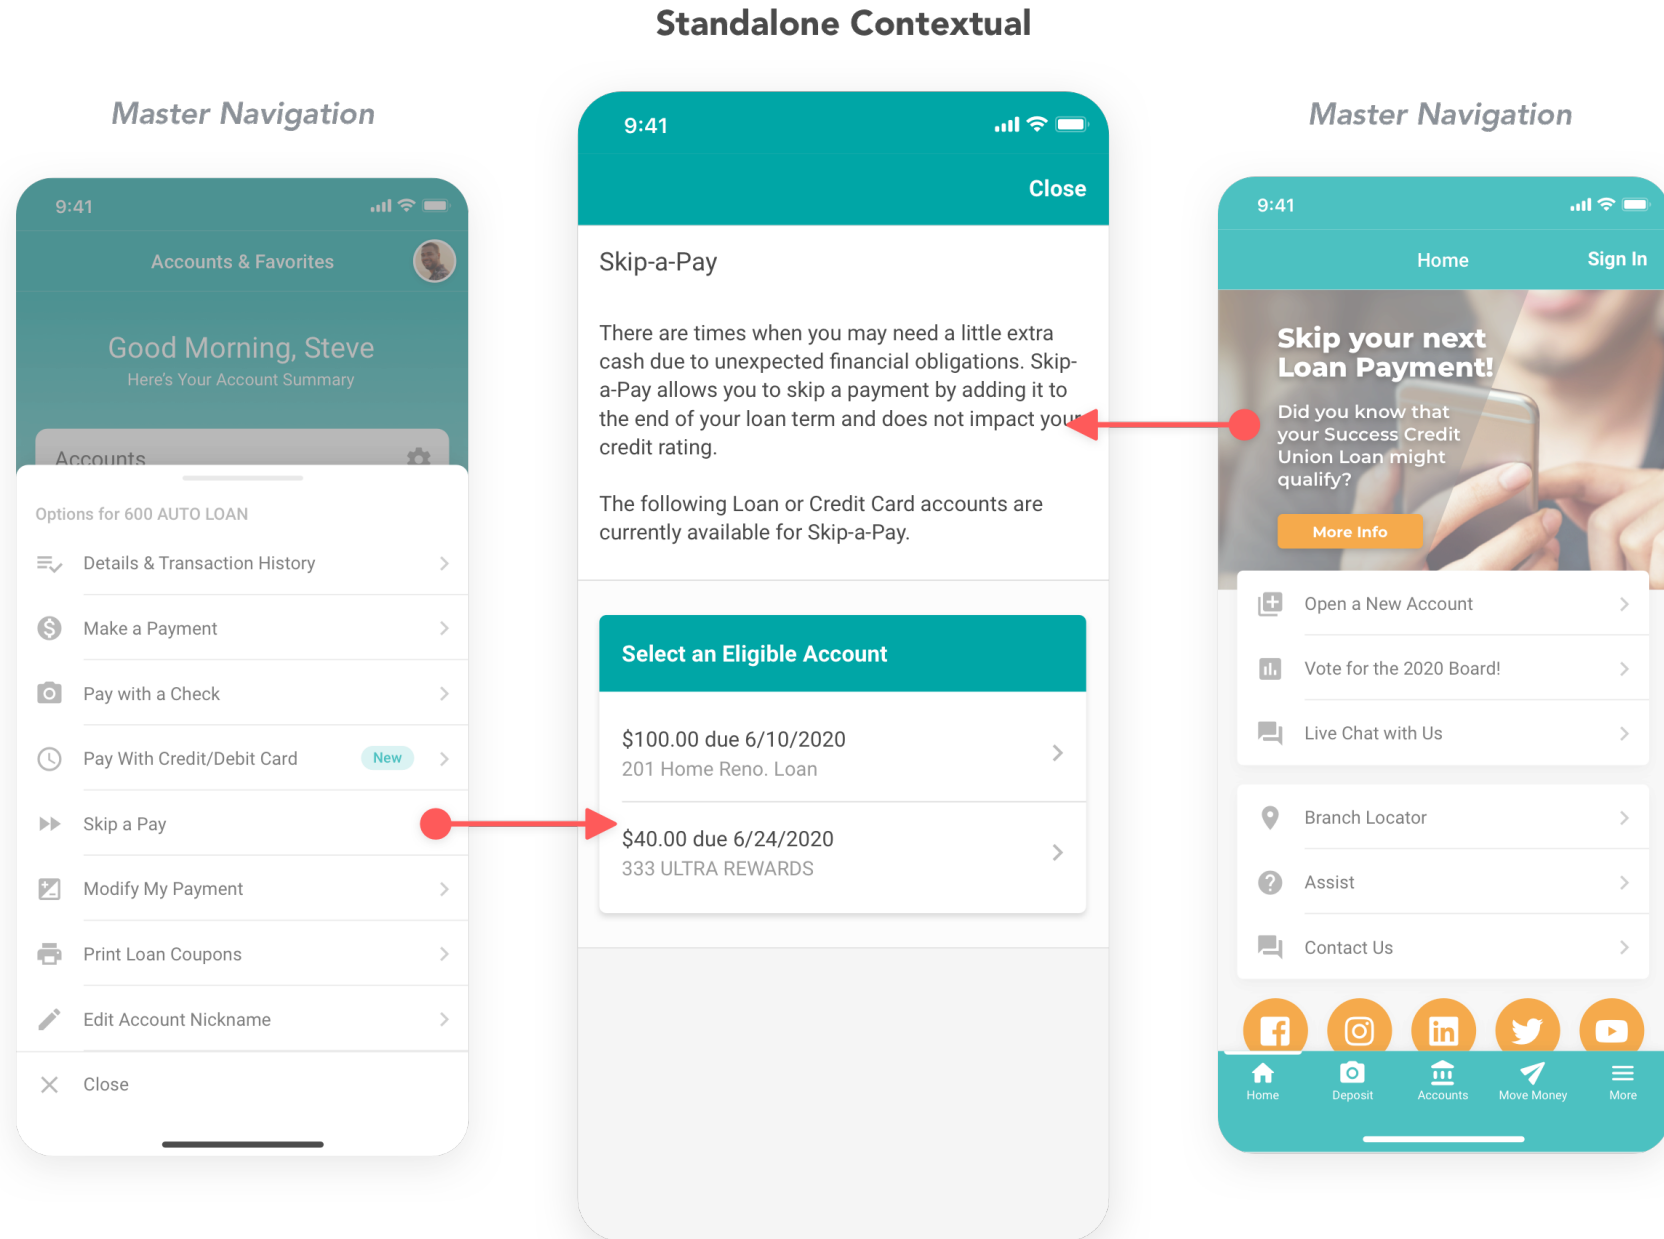 Standalone Contextual
Master Navigation
9:41
Accounts & Favorites
Good Morning, Steve
Here's Your Account Summary
Accounts
Options for 600 AUTO LOAN
Details & Transaction History
Make a Payment
Pay with a Check
Pay With Credit/Debit Card
New
Skip a Pay
Modify My Payment
Print Loan Coupons
Edit Account Nickname
Close
9:41
Close
Skip-a-Pay
There are times when you may need a little extra
cash due to unexpected financial obligations. Skip-
a-Pay allows you to skip a payment by adding it to
the end of your loan term and does not impact your
credit rating.
The following Loan or Credit Card accounts are
currently available for Skip-a-Pay.
Select an Eligible Account
$100.00 due 6/10/2020
201 Home Reno. Loan
$40.00 due 6/24/2020
333 ULTRA REWARDS
Master Navigation
9:41
Home
Sign In
Skip your next
Loan Payment!
Did you know that
your Success Credit
Union Loan might
qualify?
More Info
Open a New Account
Vote for the 2020 Board!
Live Chat with Us
Branch Locator
Assist
Contact Us
Home
Deposit
Accounts
Move Money
More